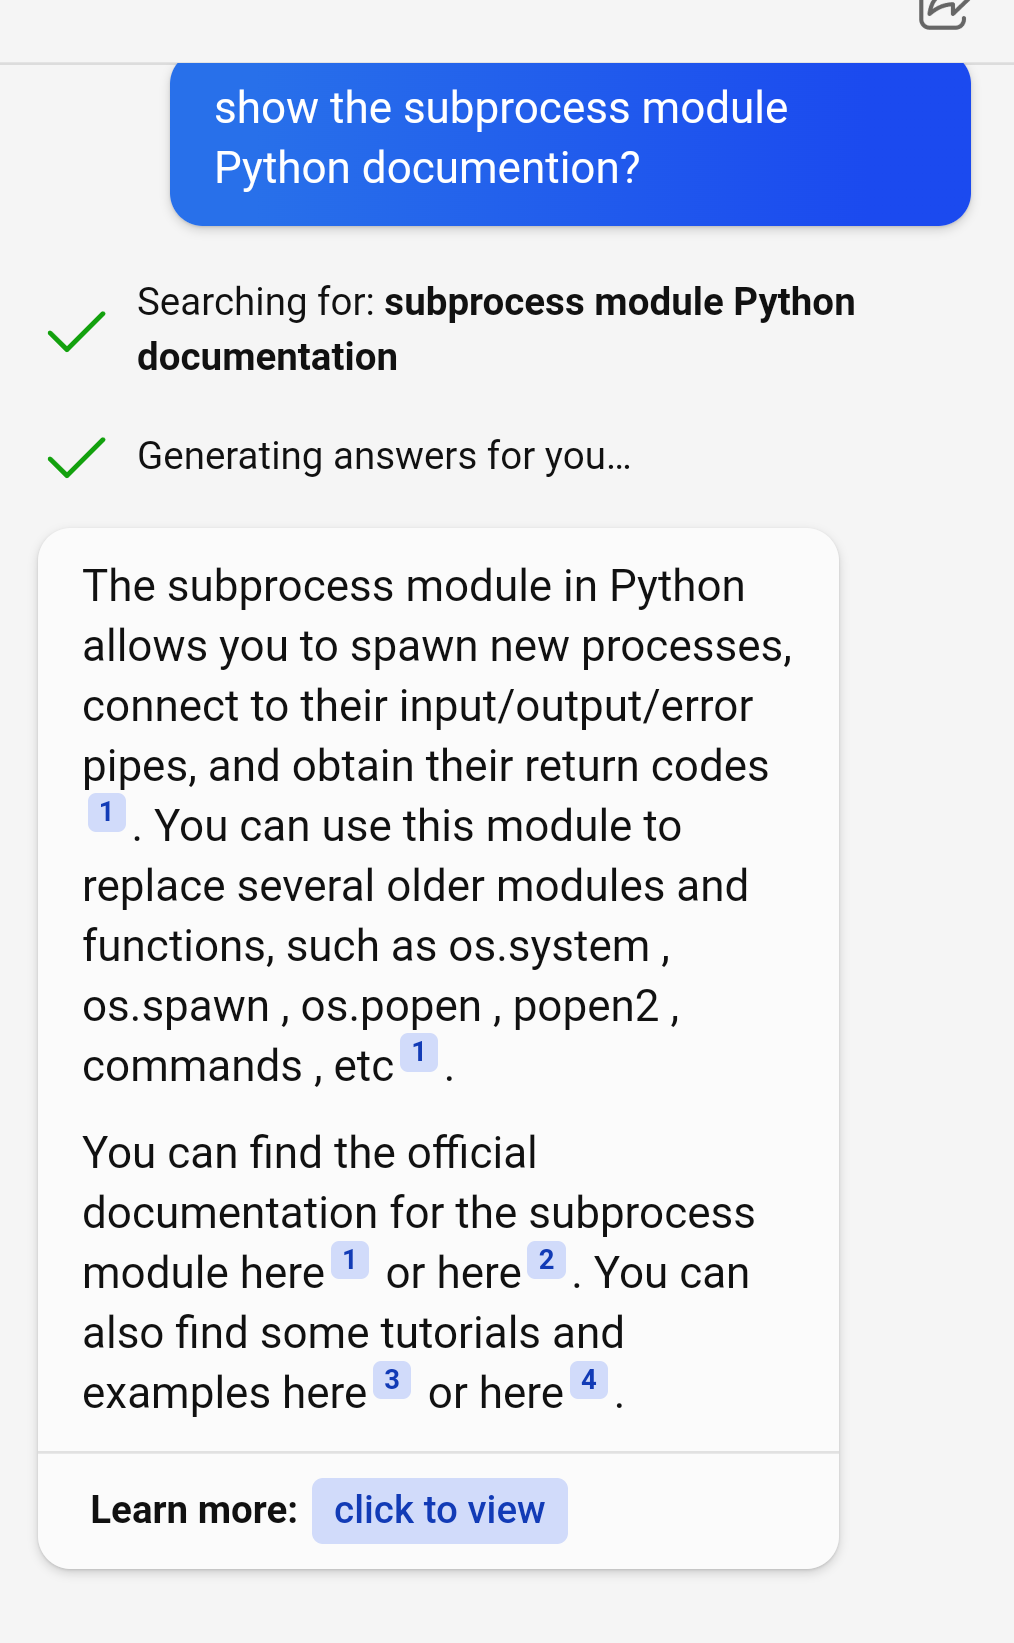 show the subprocess module
Python documention?
Searching for: subprocess module Python
documentation
Generating answers for you…
The subprocess module in Python
allows you to spawn new processes,
connect to their input/output/error
pipes, and obtain their return codes
1 . You can use this module to
replace several older modules and
functions, such as os.system ,
os.spawn , os.popen , popen2 ,
commands , etc 1 .
You can find the official
documentation for the subprocess
module here 1 or here 2 . You can
also find some tutorials and
examples here 3 or here 4 .
Learn more: click to view